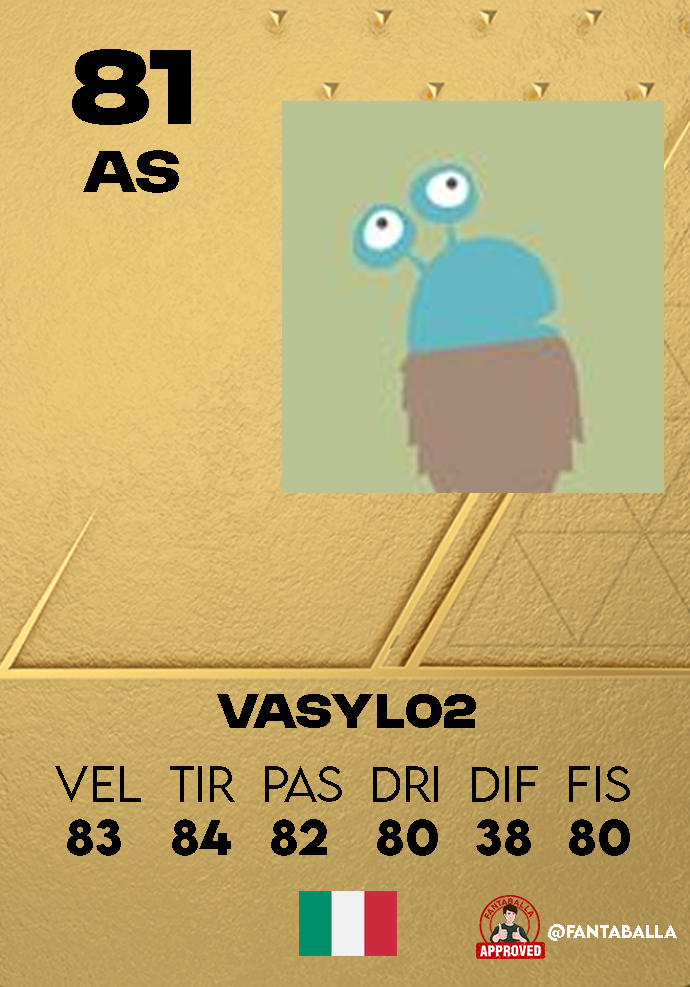 81
AS
VASYL02
VEL TIR PAS DRI DIF FIS
83 84 82 80 38 80
FANTABALLA
APPROVED
@FANTABALLA